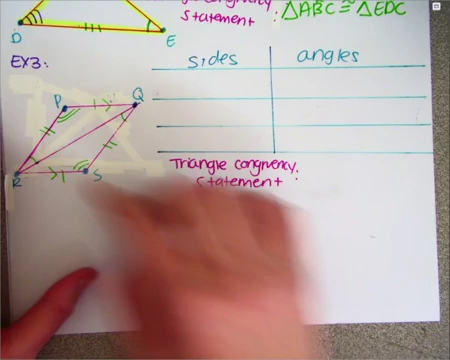 Statement :
△ABC ≅ △EDC
D
E
EX3:
sides
angles
P
Q
R
S
Triangle congruency
statement :